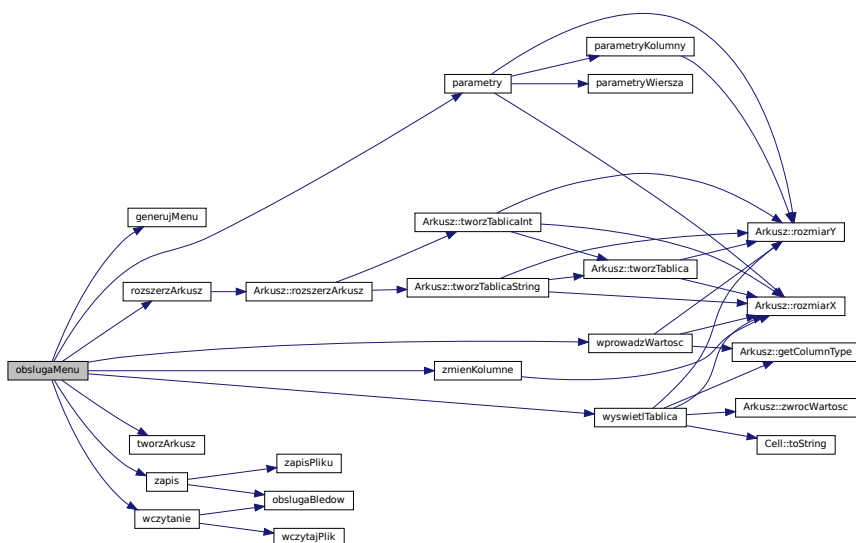 parametryKolumny
parametry
parametryWiersza
generujMenu
Arkusz::tworzTablicaInt
Arkusz::rozmiarY
Arkusz::tworzTablica
rozszerzArkusz
Arkusz::rozszerzArkusz
Arkusz::tworzTablicaString
Arkusz::rozmiarX
wprowadzWartosc
Arkusz::getColumnType
obslugaMenu
zmienKolumne
Arkusz::zwrocWartosc
wyswietlTablica
tworzArkusz
Cell::toString
zapisPliku
zapis
obslugaBledow
wczytanie
wczytajPlik